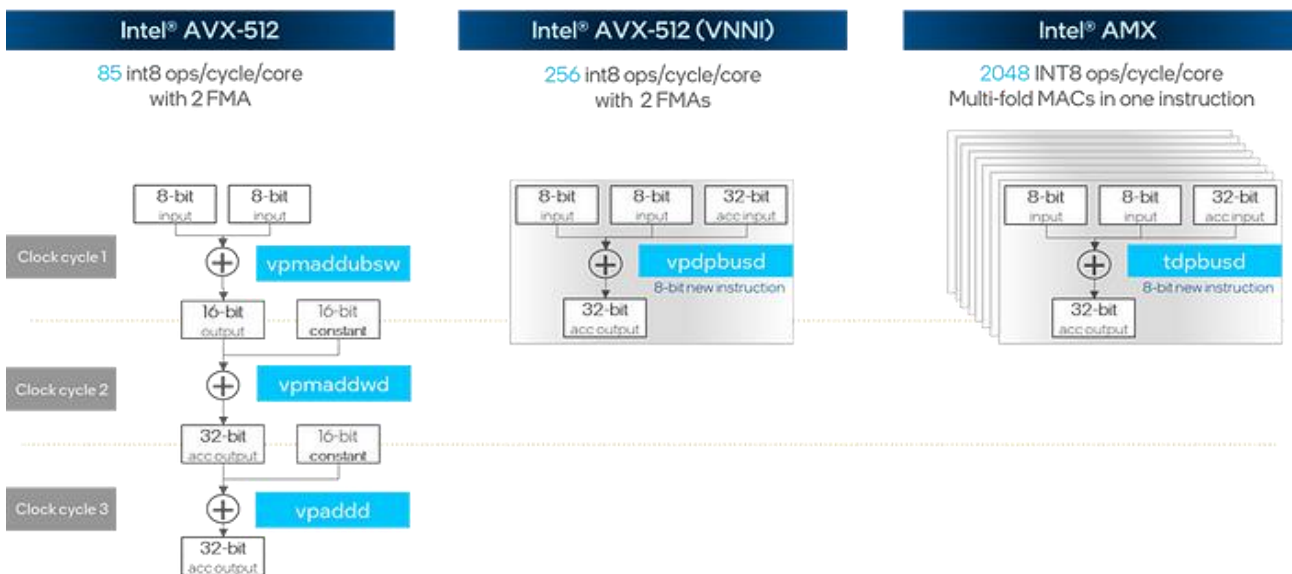 Intel® AVX-512
85 int8 ops/cycle/core
with 2 FMA
8-bit
input
8-bit
input
Clock cycle 1
vpmaddubsw
16-bit
output
16-bit
constant
Clock cycle 2
vpmaddwd
32-bit
acc output
16-bit
constant
Clock cycle 3
vpaddd
32-bit
acc output
Intel® AVX-512 (VNNI)
256 int8 ops/cycle/core
with 2 FMAs
8-bit
input
8-bit
input
32-bit
acc input
vpdpbusd
8-bit new instruction
32-bit
acc output
Intel® AMX
2048 INT8 ops/cycle/core
Multi-fold MACs in one instruction
8-bit
input
8-bit
input
32-bit
acc input
tdpbusd
8-bit new instruction
32-bit
acc output